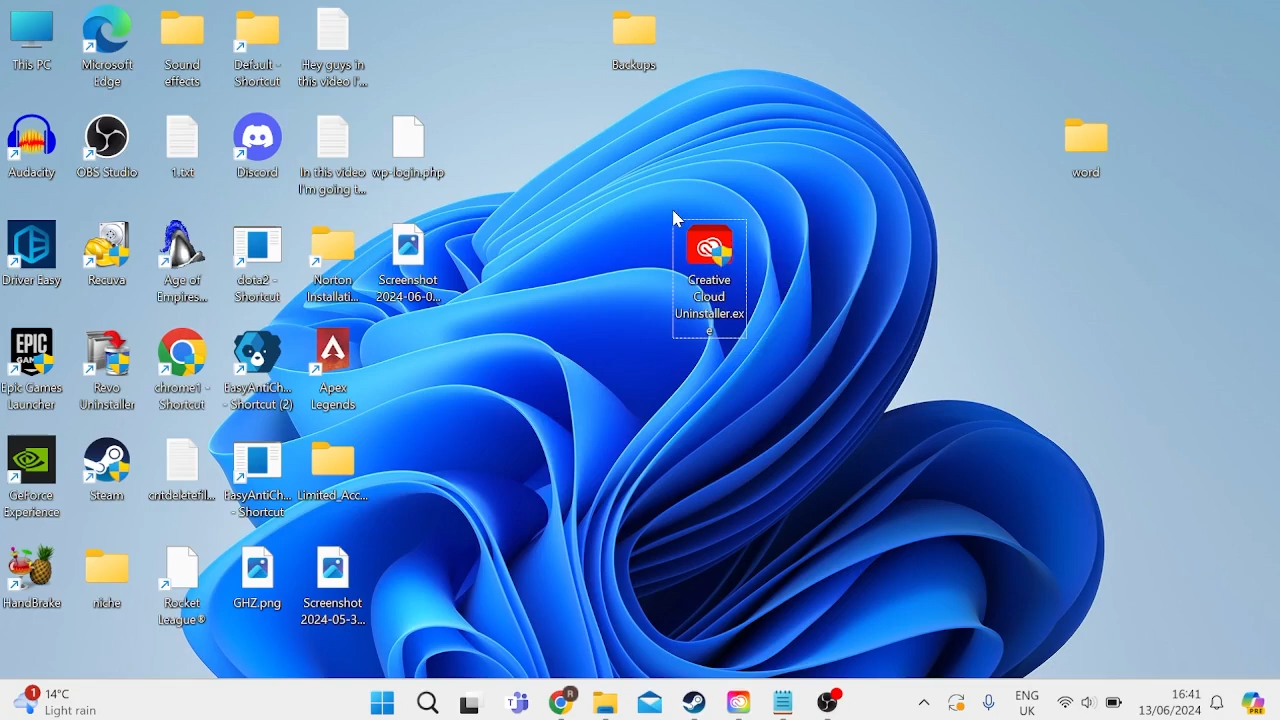 This PC
Microsoft
Edge
Sound
effects
Default -
Shortcut
Hey guys in
this video I'...
Backups
Audacity
OBS Studio
1.txt
Discord
In this video
I'm going t...
wp-login.php
word
Driver Easy
Recuva
Age of
Empires...
dota2 -
Shortcut
Norton
Installati...
Screenshot
2024-06-0...
Creative
Cloud
Uninstaller.ex
e
EPIC
GAMES
Epic Games
Launcher
Revo
Uninstaller
chrome1 -
Shortcut
EasyAntiCh...
- Shortcut (2)
Apex
Legends
GeForce
Experience
Steam
cntdeletefil...
EasyAntiCh...
- Shortcut
Limited_Acc...
HandBrake
niche
Rocket
League®
GHZ.png
Screenshot
2024-05-3...
1
14°C
Light rain
R
ENG
UK
16:41
13/06/2024
PRE